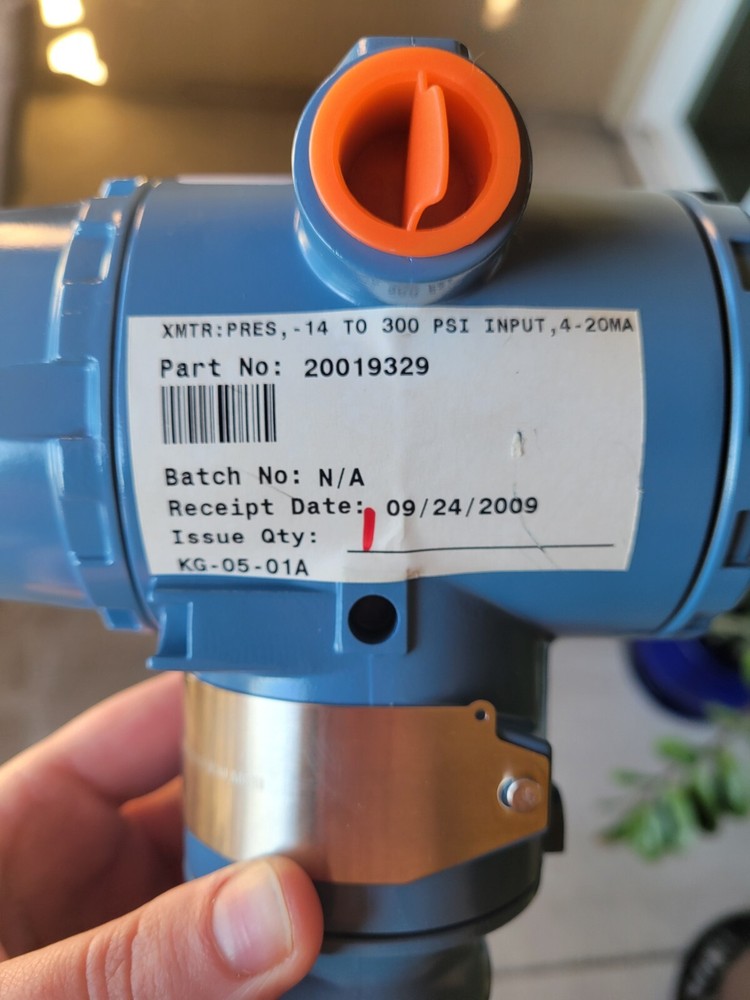 XMTR:PRES,-14 TO 300 PSI INPUT,4-20MA
Part No: 20019329
Batch No: N/A
Receipt Date: 09/24/2009
Issue Qty:
KG-05-01A